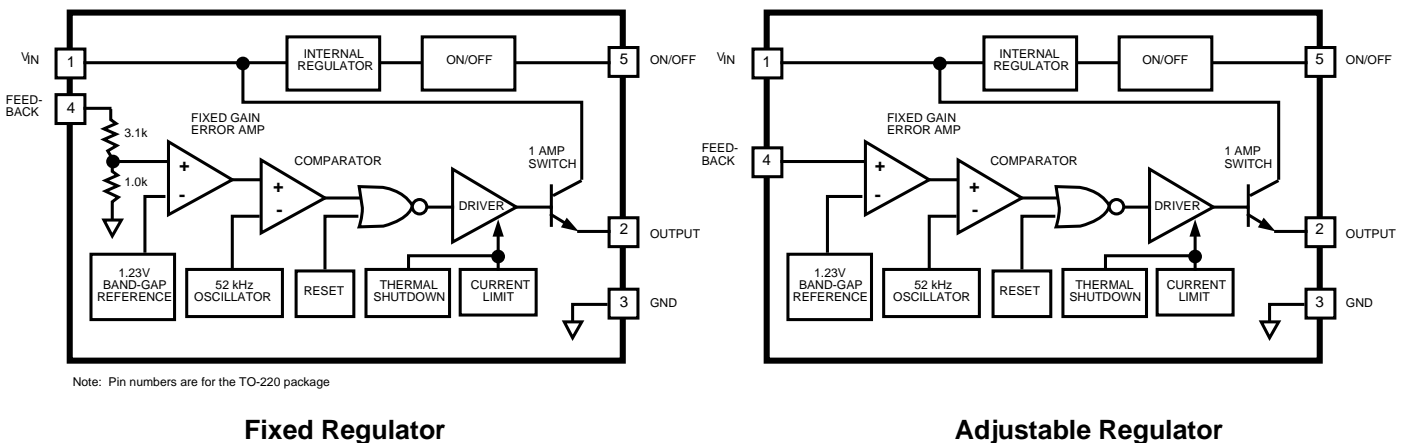 VIN
1
INTERNAL
REGULATOR
ON/OFF
5
ON/OFF
FEED-
BACK
4
3.1k
1.0k
FIXED GAIN
ERROR AMP
+
-
COMPARATOR
+
-
1 AMP
SWITCH
DRIVER
2
OUTPUT
1.23V
BAND-GAP
REFERENCE
52 kHz
OSCILLATOR
RESET
THERMAL
SHUTDOWN
CURRENT
LIMIT
3
GND
Note: Pin numbers are for the TO-220 package
Fixed Regulator
VIN
1
INTERNAL
REGULATOR
ON/OFF
5
ON/OFF
FIXED GAIN
ERROR AMP
FEED-
BACK
4
+
-
COMPARATOR
+
-
1 AMP
SWITCH
DRIVER
2
OUTPUT
1.23V
BAND-GAP
REFERENCE
52 kHz
OSCILLATOR
RESET
THERMAL
SHUTDOWN
CURRENT
LIMIT
3
GND
Adjustable Regulator